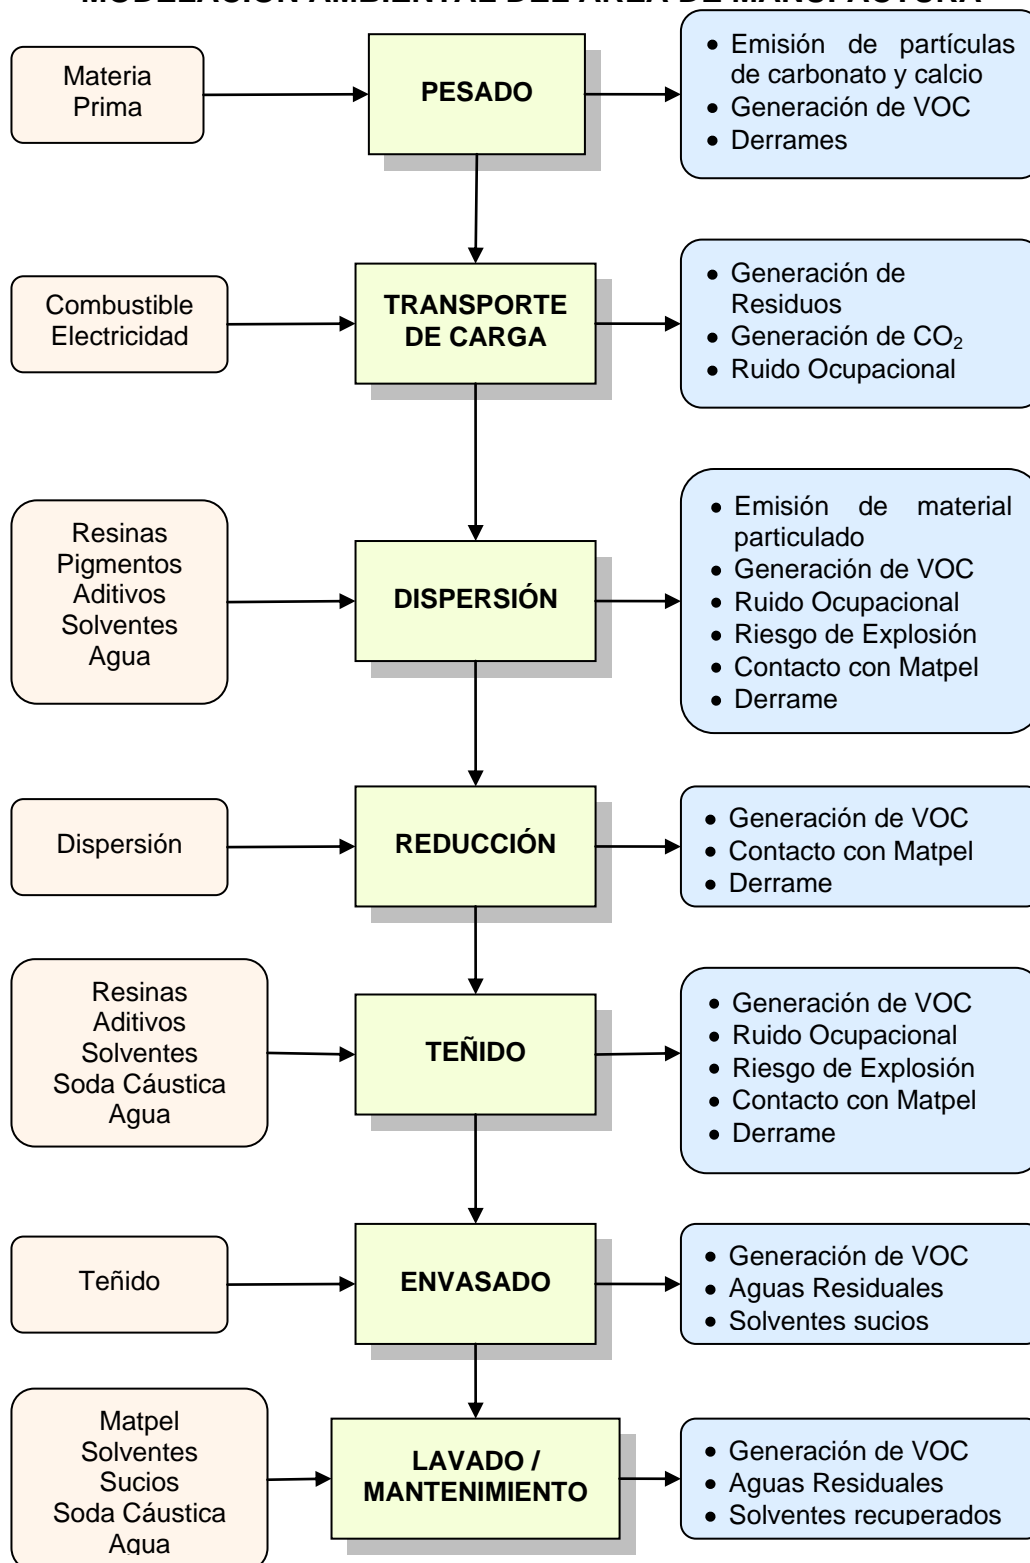 MODELACIÓN AMBIENTAL DEL ÁREA DE MANUFACTURA
Materia
Prima
PESADO
• Emisión de partículas
de carbonato y calcio
• Generación de VOC
• Derrames
Combustible
Electricidad
TRANSPORTE
DE CARGA
• Generación de
Residuos
• Generación de CO₂
• Ruido Ocupacional
Resinas
Pigmentos
Aditivos
Solventes
Agua
DISPERSIÓN
• Emisión de material
particulado
• Generación de VOC
• Ruido Ocupacional
• Riesgo de Explosión
• Contacto con Matpel
• Derrame
Dispersión
REDUCCIÓN
• Generación de VOC
• Contacto con Matpel
• Derrame
Resinas
Aditivos
Solventes
Soda Cáustica
Agua
TEÑIDO
• Generación de VOC
• Ruido Ocupacional
• Riesgo de Explosión
• Contacto con Matpel
• Derrame
Teñido
ENVASADO
• Generación de VOC
• Aguas Residuales
• Solventes sucios
Matpel
Solventes
Sucios
Soda Cáustica
Agua
LAVADO /
MANTENIMIENTO
• Generación de VOC
• Aguas Residuales
• Solventes recuperados